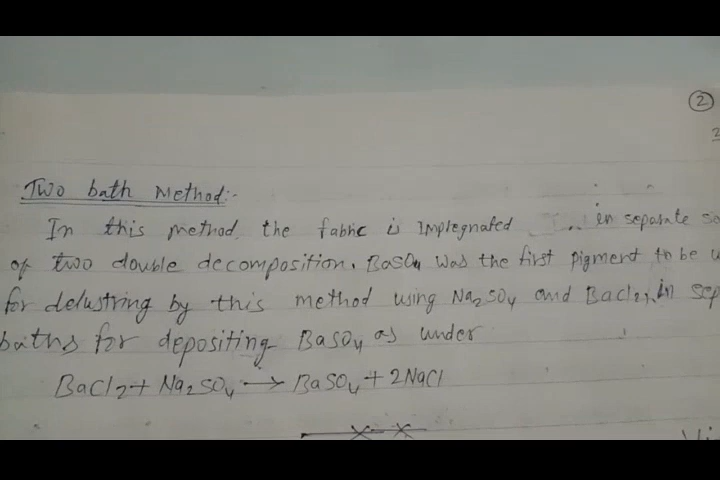 2
Two bath Method:-
In this method the fabric is Impregnated in separate
of two double decomposition. BaSO4 was the first pigment to be
for delustring by this method using Na2SO4 and BaCl2, in sep
baths for depositing BaSO4 as under
BaCl2 + Na2SO4 → BaSO4 + 2NaCl